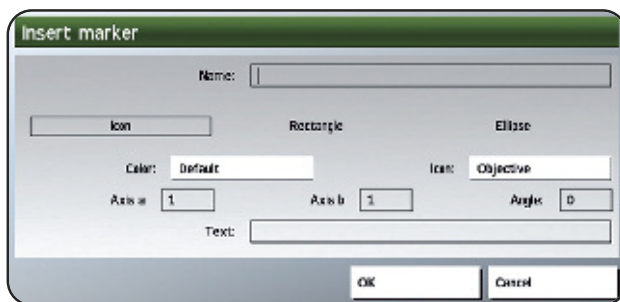 Insert marker
Name:
Icon Rectangle Ellipse
Color: Default Icon: Objective
Axis a 1 Axis b 1 Angle: 0
Text:
OK Cancel